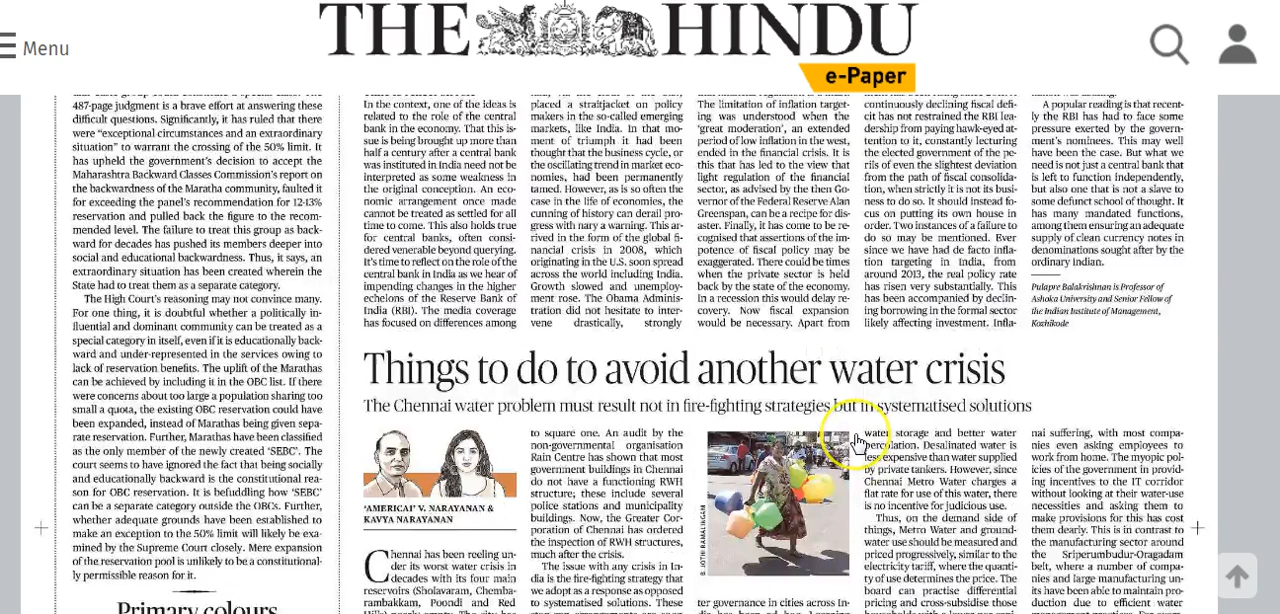 Menu
THE HINDU
e-Paper
487-page judgment is a brave effort at answering these
difficult questions. Significantly, it has ruled that there
were “exceptional circumstances and an extraordinary
situation” to warrant the crossing of the 50% limit. It
has upheld the government’s decision to accept the
Maharashtra Backward Classes Commission’s report on
the backwardness of the Maratha community, faulted it
for exceeding the panel’s recommendation for 12-13%
reservation and pulled back the figure to the recom-
mended level. The failure to treat this group as back-
ward for decades has pushed its members deeper into
social and educational backwardness. Thus, it says, an
extraordinary situation has been created wherein the
State had to treat them as a separate category.
The High Court’s reasoning may not convince many.
For one thing, it is doubtful whether a politically in-
fluential and dominant community can be treated as a
special category in itself, even if it is educationally back-
ward and under-represented in the services owing to
lack of reservation benefits. The uplift of the Marathas
can be achieved by including it in the OBC list. If there
were concerns about too large a population sharing too
small a quota, the existing OBC reservation could have
been expanded, instead of Marathas being given sepa-
rate reservation. Further, Marathas have been classified
as the only member of the newly created ‘SEBC’. The
court seems to have ignored the fact that being socially
and educationally backward is the constitutional rea-
son for OBC reservation. It is befuddling how ‘SEBC’
can be a separate category outside the OBCs. Further,
whether adequate grounds have been established to
make an exception to the 50% limit will likely be exa-
mined by the Supreme Court closely. Mere expansion
of the reservation pool is unlikely to be a constitutional-
ly permissible reason for it.
Primary colours
In the context, one of the ideas is
related to the role of the central
bank in the economy. That this is-
sue is being brought up more than
half a century after a central bank
was instituted in India need not be
interpreted as some weakness in
the original conception. An eco-
nomic arrangement once made
cannot be treated as settled for all
time to come. This also holds true
for central banks, often consi-
dered venerable beyond querying.
It’s time to reflect on the role of the
central bank in India as we hear of
impending changes in the higher
echelons of the Reserve Bank of
India (RBI). The media coverage
has focused on differences among
placed a straitjacket on policy
makers in the so-called emerging
markets, like India. In that mo-
ment of triumph it had been
thought that the business cycle, or
the oscillating trend in market eco-
nomies, had been permanently
tamed. However, as is so often the
case in the life of economies, the
cunning of history can derail pro-
gress with nary a warning. This ar-
rived in the form of the global fi-
nancial crisis in 2008, which
originating in the U.S. soon spread
across the world including India.
Growth slowed and unemploy-
ment rose. The Obama Adminis-
tration did not hesitate to inter-
vene drastically, strongly
The limitation of inflation target-
ing was understood when the
‘great moderation’, an extended
period of low inflation in the west,
ended in the financial crisis. It is
this that has led to the view that
light regulation of the financial
sector, as advised by the then Go-
vernor of the Federal Reserve Alan
Greenspan, can be a recipe for dis-
aster. Finally, it has come to be re-
cognised that assertions of the im-
potence of fiscal policy may be
exaggerated. There could be times
when the private sector is held
back by the state of the economy.
In a recession this would delay re-
covery. Now fiscal expansion
would be necessary. Apart from
continuously declining fiscal defi-
cit has not restrained the RBI lea-
dership from paying hawk-eyed at-
tention to it, constantly lecturing
the elected government of the pe-
rils of even the slightest deviation
from the path of fiscal consolida-
tion, when strictly it is not its busi-
ness to do so. It should instead fo-
cus on putting its own house in
order. Two instances of a failure to
do so may be mentioned. Ever
since we have had de facto infla-
tion targeting in India, from
around 2013, the real policy rate
has risen very substantially. This
has been accompanied by declin-
ing borrowing in the formal sector
likely affecting investment. Infla-
A popular reading is that recent-
ly the RBI has had to face some
pressure exerted by the govern-
ment’s nominees. This may well
have been the case. But what we
need is not just a central bank that
is left to function independently,
but also one that is not a slave to
some defunct school of thought. It
has many mandated functions,
among them ensuring an adequate
supply of clean currency notes in
denominations sought after by the
ordinary Indian.
Pulapre Balakrishnan is Professor of
Ashoka University and Senior Fellow of
the Indian Institute of Management,
Kozhikode
Things to do to avoid another water crisis
The Chennai water problem must result not in fire-fighting strategies but in systematised solutions
‘AMERICAI’ V. NARAYANAN &
KAVYA NARAYANAN
Chennai has been reeling un-
der its worst water crisis in
decades with its four main
reservoirs (Sholavaram, Chemba-
rambakkam, Poondi and Red
to square one. An audit by the
non-governmental organisation
Rain Centre has shown that most
government buildings in Chennai
do not have a functioning RWH
structure; these include several
police stations and municipality
buildings. Now, the Greater Cor-
poration of Chennai has ordered
the inspection of RWH structures,
much after the crisis.
The issue with any crisis in In-
dia is the fire-fighting strategy that
we adopt as a response as opposed
to systematised solutions. These
B. JOTHI RAMALINGAM
ter governance in cities across In-
water storage and better water
percolation. Desalinated water is
less expensive than water supplied
by private tankers. However, since
Chennai Metro Water charges a
flat rate for use of this water, there
is no incentive for judicious use.
Thus, on the demand side of
things, Metro Water and ground-
water use should be measured and
priced progressively, similar to the
electricity tariff, where the quanti-
ty of use determines the price. The
board can practise differential
pricing and cross-subsidise those
nai suffering, with most compa-
nies even asking employees to
work from home. The myopic pol-
icies of the government in provid-
ing incentives to the IT corridor
without looking at their water-use
necessities and asking them to
make provisions for this has cost
them dearly. This is in contrast to
the manufacturing sector around
the Sriperumbudur-Oragadam
belt, where a number of compa-
nies and large manufacturing un-
its have been able to maintain pro-
duction due to efficient water